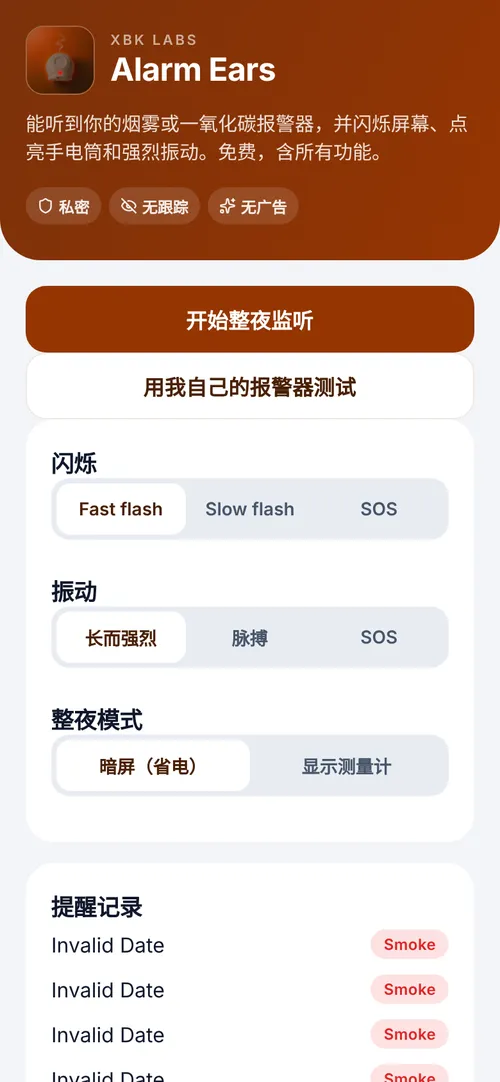 XBK LABS
Alarm Ears
能听到你的烟雾或一氧化碳报警器，并闪烁屏幕、点
亮手电筒和强烈振动。免费，含所有功能。
私密
无跟踪
无广告
开始整夜监听
用我自己的报警器测试
闪烁
Fast flash
Slow flash
SOS
振动
长而强烈
脉搏
SOS
整夜模式
暗屏（省电）
显示测量计
提醒记录
Invalid Date
Smoke
Invalid Date
Smoke
Invalid Date
Smoke
Invalid Date
Smoke